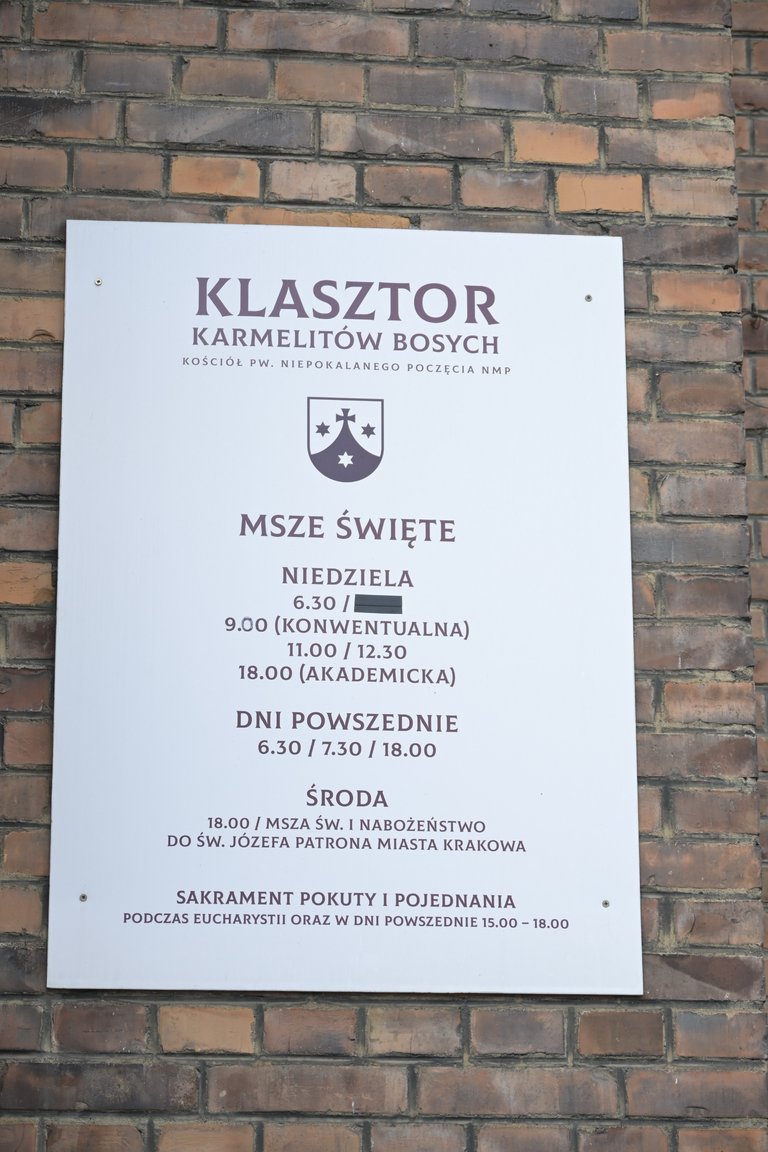 KLASZTOR
KARMELITÓW BOSYCH
KOŚCIÓŁ PW. NIEPOKALANEGO POCZĘCIA NMP
MSZE ŚWIĘTE
NIEDZIELA
6.30 /
9.00 (KONWENTUALNA)
11.00 / 12.30
18.00 (AKADEMICKA)
DNI POWSZEDNIE
6.30 / 7.30 / 18.00
ŚRODA
18.00 / MSZA ŚW. I NABOŻEŃSTWO
DO ŚW. JÓZEFA PATRONA MIASTA KRAKOWA
SAKRAMENT POKUTY I POJEDNANIA
PODCZAS EUCHARYSTII ORAZ W DNI POWSZEDNIE 15.00 – 18.00